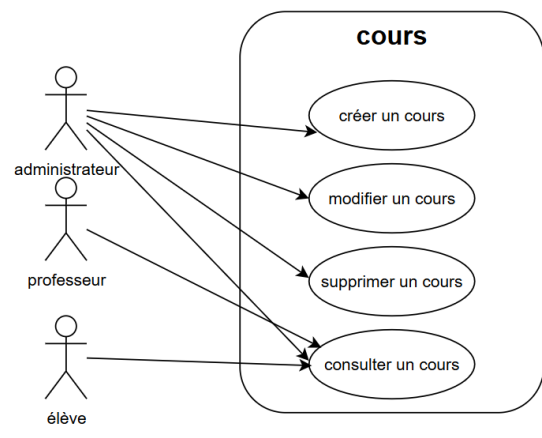 cours
créer un cours
administrateur
modifier un cours
professeur
supprimer un cours
consulter un cours
élève